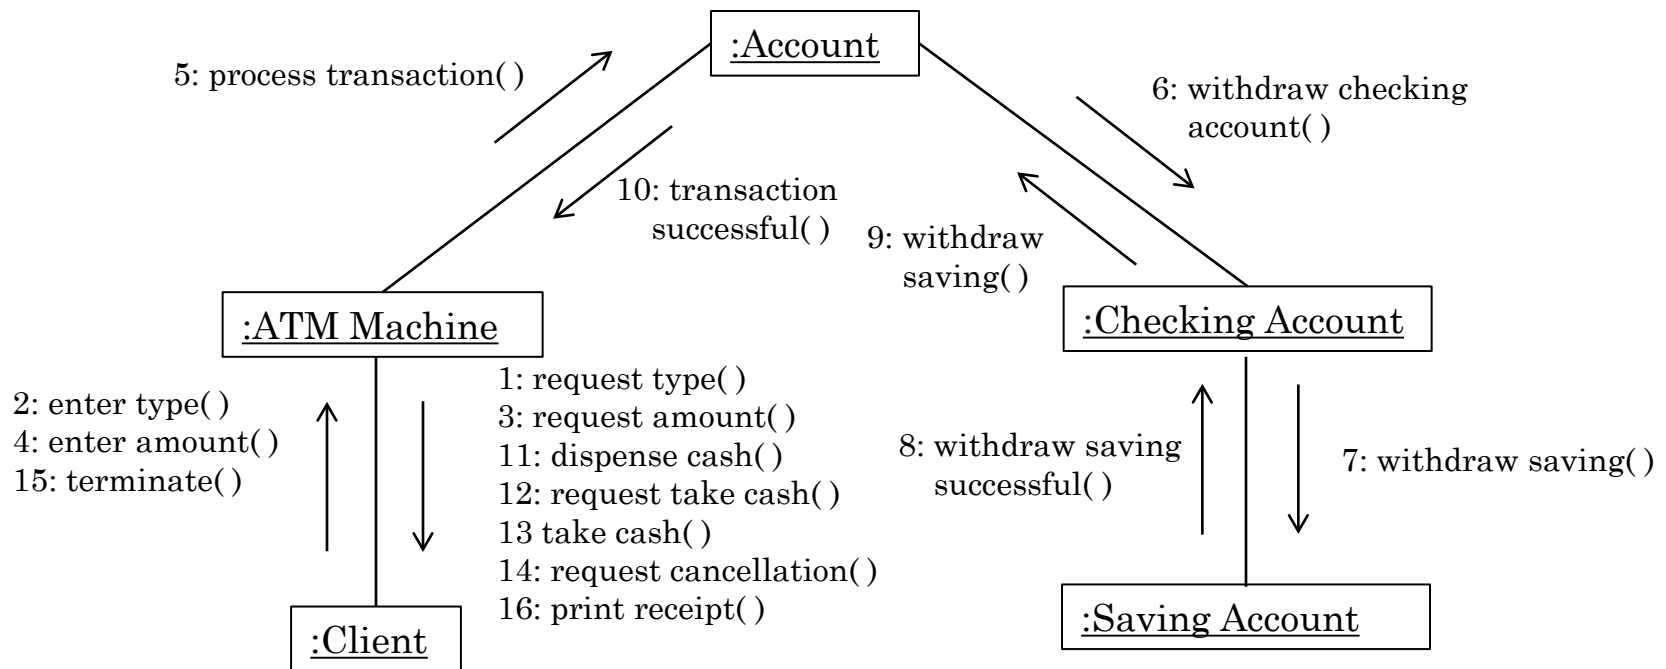 :Account
5: process transaction( )
6: withdraw checking
account( )
10: transaction
successful( )
9: withdraw
saving( )
:ATM Machine
:Checking Account
2: enter type( )
4: enter amount( )
15: terminate( )
1: request type( )
3: request amount( )
11: dispense cash( )
12: request take cash( )
13 take cash( )
14: request cancellation( )
16: print receipt( )
8: withdraw saving
successful( )
7: withdraw saving( )
:Client
:Saving Account